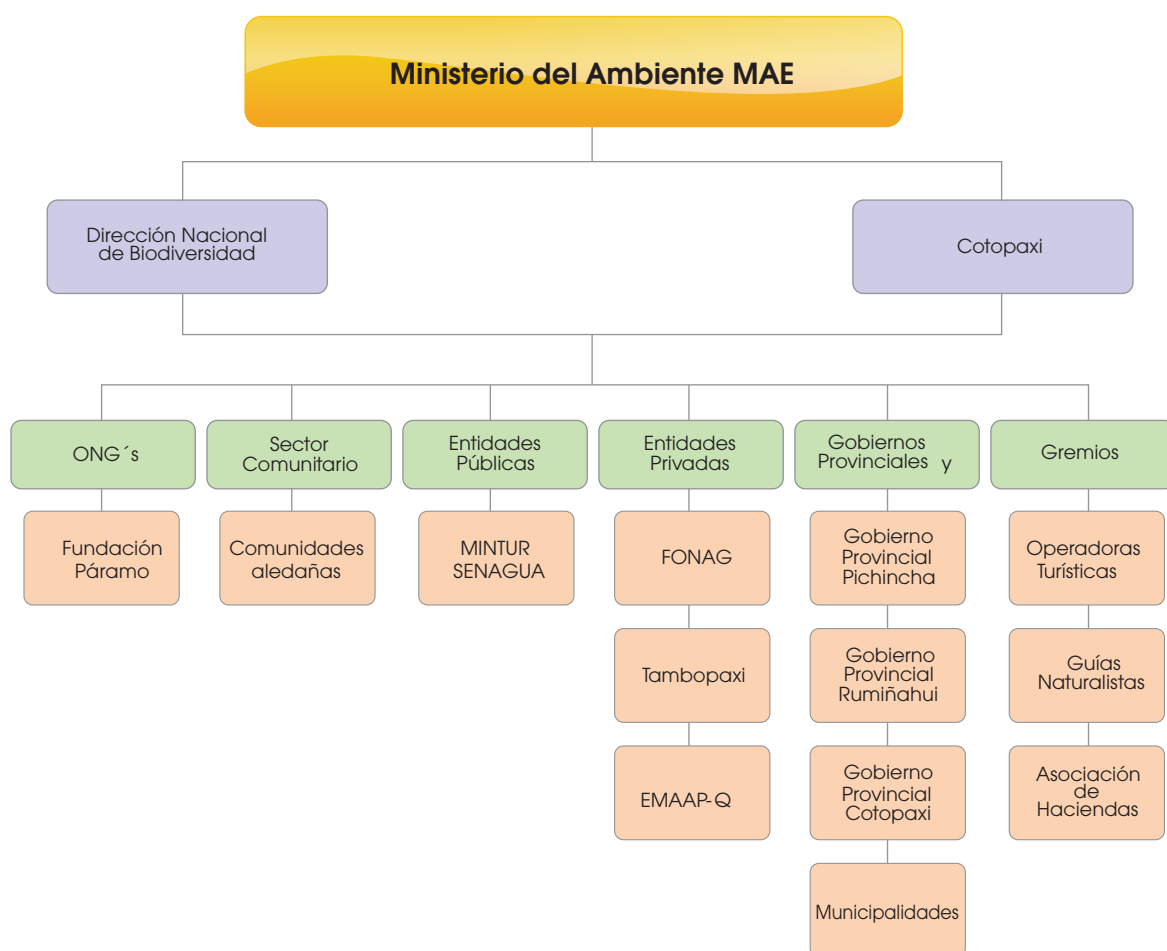 Ministerio del Ambiente MAE
Dirección Nacional
de Biodiversidad
Cotopaxi
ONG´s
Sector
Comunitario
Entidades
Públicas
Entidades
Privadas
Gobiernos
Provinciales y
Gremios
Fundación
Páramo
Comunidades
aledañas
MINTUR
SENAGUA
FONAG
Gobierno
Provincial
Pichincha
Operadoras
Turísticas
Tambopaxi
Gobierno
Provincial
Rumiñahui
Guías
Naturalistas
EMAAP-Q
Gobierno
Provincial
Cotopaxi
Asociación
de
Haciendas
Municipalidades